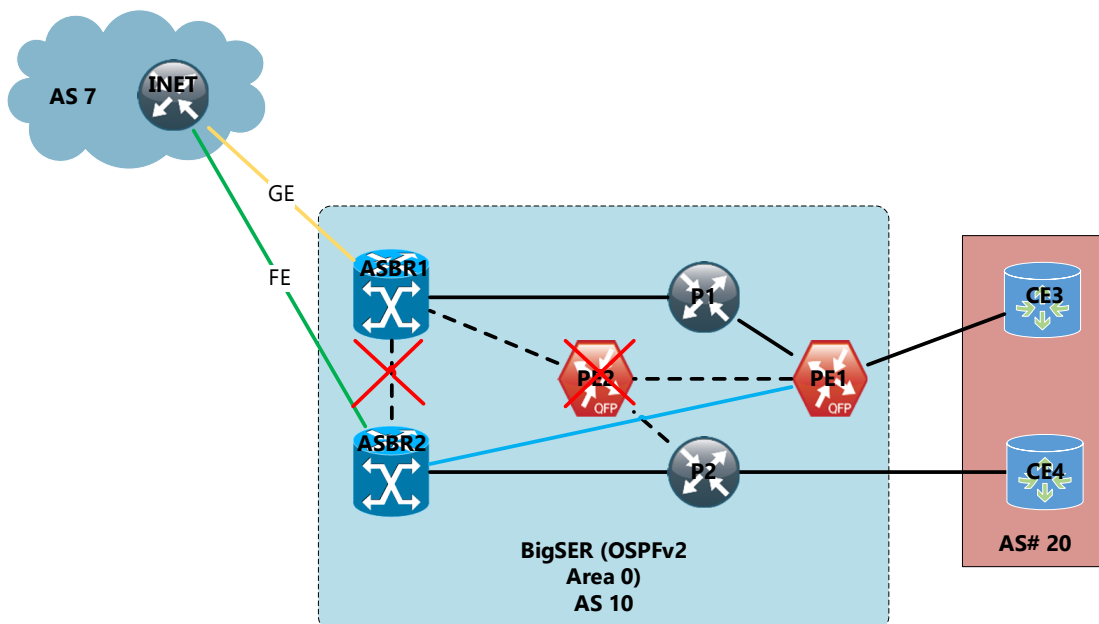 INET
AS 7
GE
FE
ASBR1
P1
CE3
PE2
QFP
PE1
QFP
ASBR2
P2
CE4
BigSER (OSPFv2
Area 0)
AS 10
AS# 20